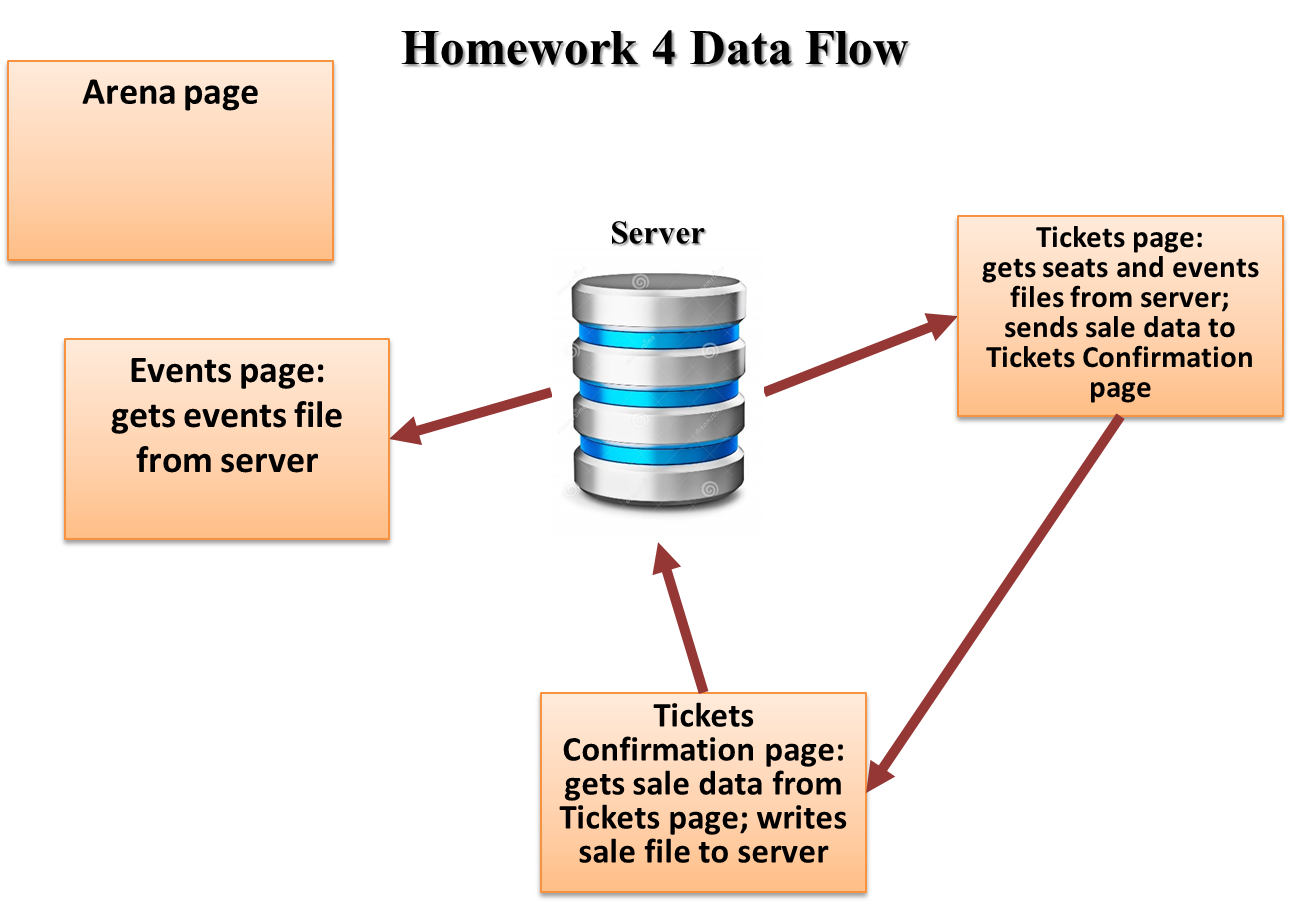 Homework 4 Data Flow
Arena page
Server
Tickets page:
gets seats and events
files from server;
sends sale data to
Tickets Confirmation
page
Events page:
gets events file
from server
Tickets
Confirmation page:
gets sale data from
Tickets page; writes
sale file to server